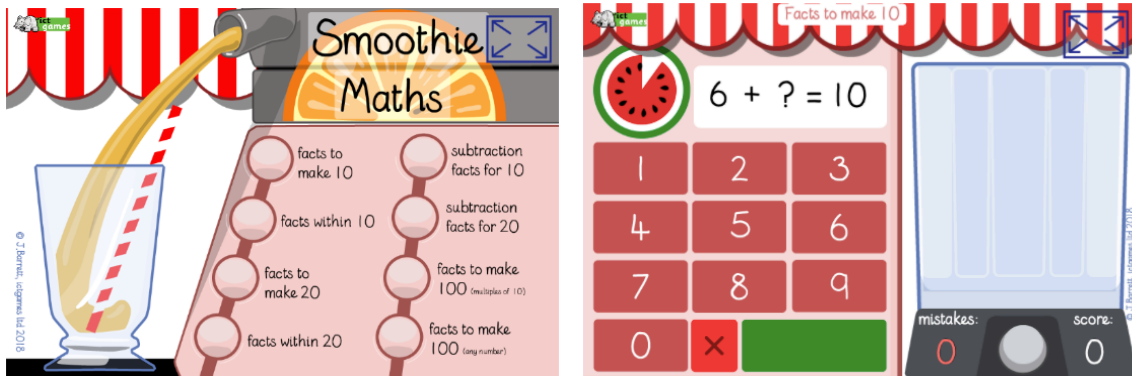 ict
games
Smoothie
Maths
facts to
make 10
facts within 10
facts to
make 20
facts within 20
subtraction
facts for 10
subtraction
facts for 20
facts to make
100 (multiples of 10)
facts to make
100 (any number)
© J.Barrett, ictgames ltd 2018
ict
games
Facts to make 10
6 + ? = 10
1 2 3
4 5 6
7 8 9
0 ×
mistakes: score:
0 0
© J.Barrett, ictgames ltd 2018